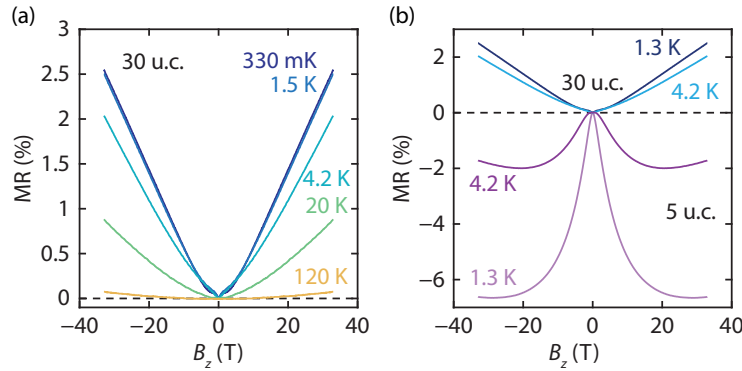 (a)
3
2.5
2
1.5
1
0.5
0
MR (%)
30 u.c.
330 mK
1.5 K
4.2 K
20 K
120 K
−40 −20 0 20 40
Bz (T)
(b)
2
0
−2
−4
−6
MR (%)
1.3 K
30 u.c.
4.2 K
4.2 K
5 u.c.
1.3 K
−40 −20 0 20 40
Bz (T)